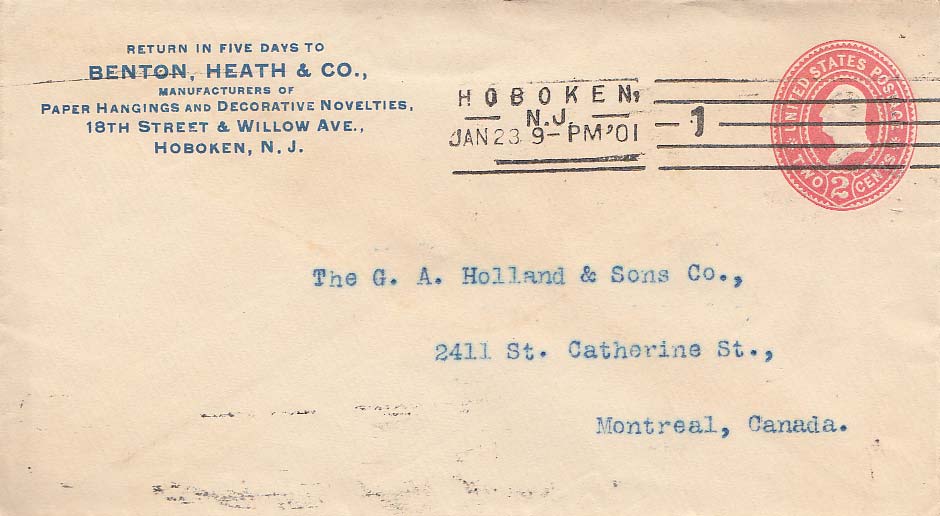 RETURN IN FIVE DAYS TO
BENTON, HEATH & CO.,
MANUFACTURERS OF
PAPER HANGINGS AND DECORATIVE NOVELTIES,
18TH STREET & WILLOW AVE.,
HOBOKEN, N. J.
HOBOKEN,
N.J.
JAN 23 9-PM '01
1
UNITED STATES POSTAGE
TWO 2 CENTS
The G. A. Holland & Sons Co.,
2411 St. Catherine St.,
Montreal, Canada.